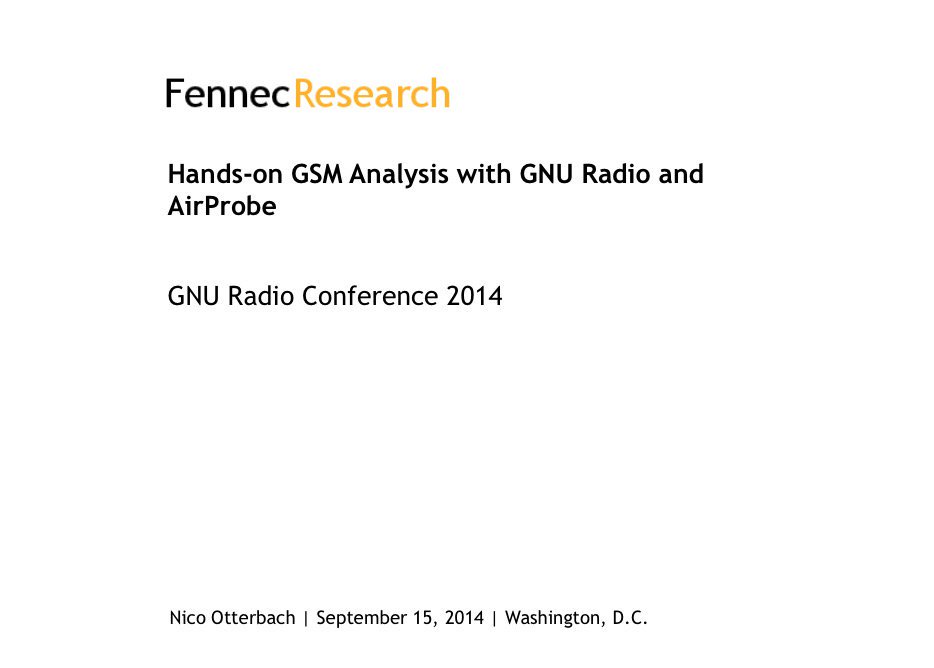 FennecResearch
Hands-on GSM Analysis with GNU Radio and
AirProbe
GNU Radio Conference 2014
Nico Otterbach | September 15, 2014 | Washington, D.C.